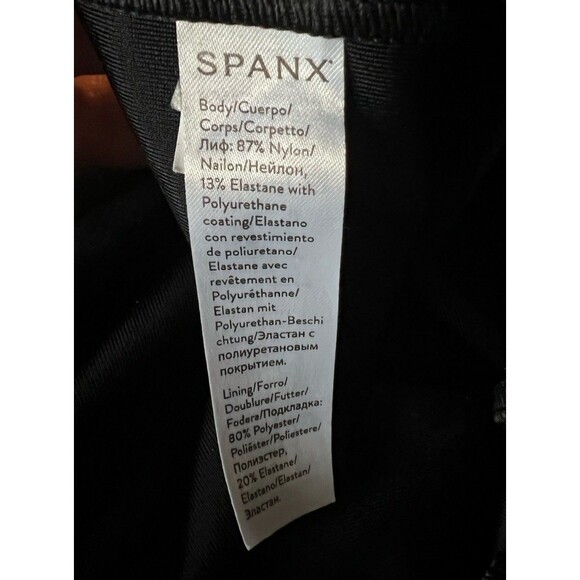 SPANX
Body/Cuerpo/
Corps/Corpetto/
Лиф: 87% Nylon/
Nailon/Нейлон,
13% Elastane with
Polyurethane
coating/Elastano
con revestimiento
de poliuretano/
Elastane avec
revêtement en
Polyuréthanne/
Elastan mit
Polyurethan-Beschi
chtung/Эластан с
полиуретановым
покрытием.
Lining/Forro/
Doublure/Futter/
Fodera/Подкладка:
80% Polyester/
Poliéster/Poliestere/
Полиэстер,
20% Elastane/
Elastano/Elastan/
Эластан.